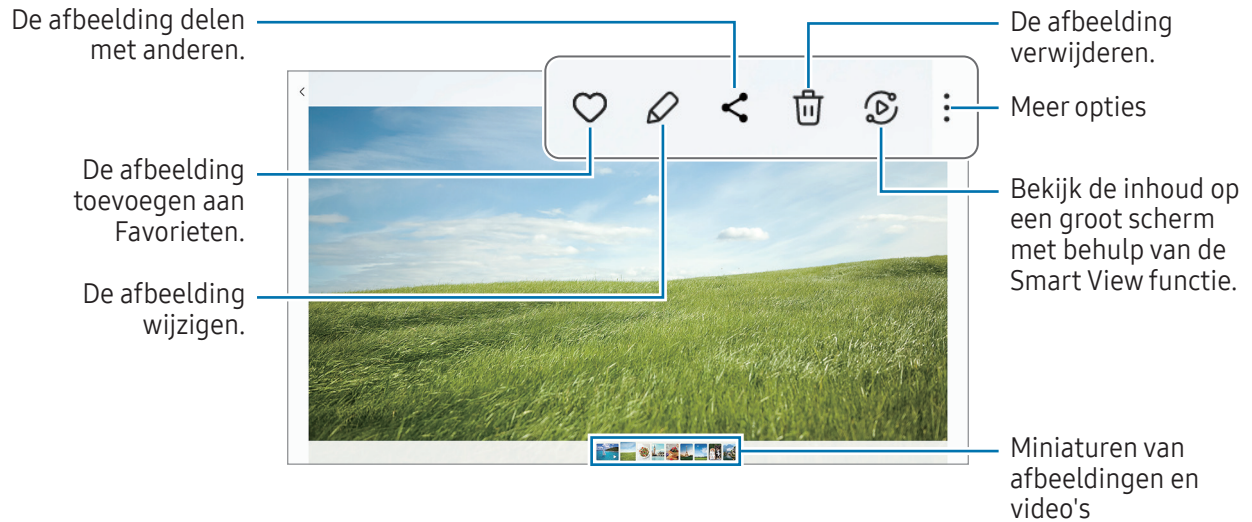 De afbeelding delen
met anderen.
De afbeelding
verwijderen.
Meer opties
De afbeelding
toevoegen aan
Favorieten.
Bekijk de inhoud op
een groot scherm
met behulp van de
Smart View functie.
De afbeelding
wijzigen.
Miniaturen van
afbeeldingen en
video's